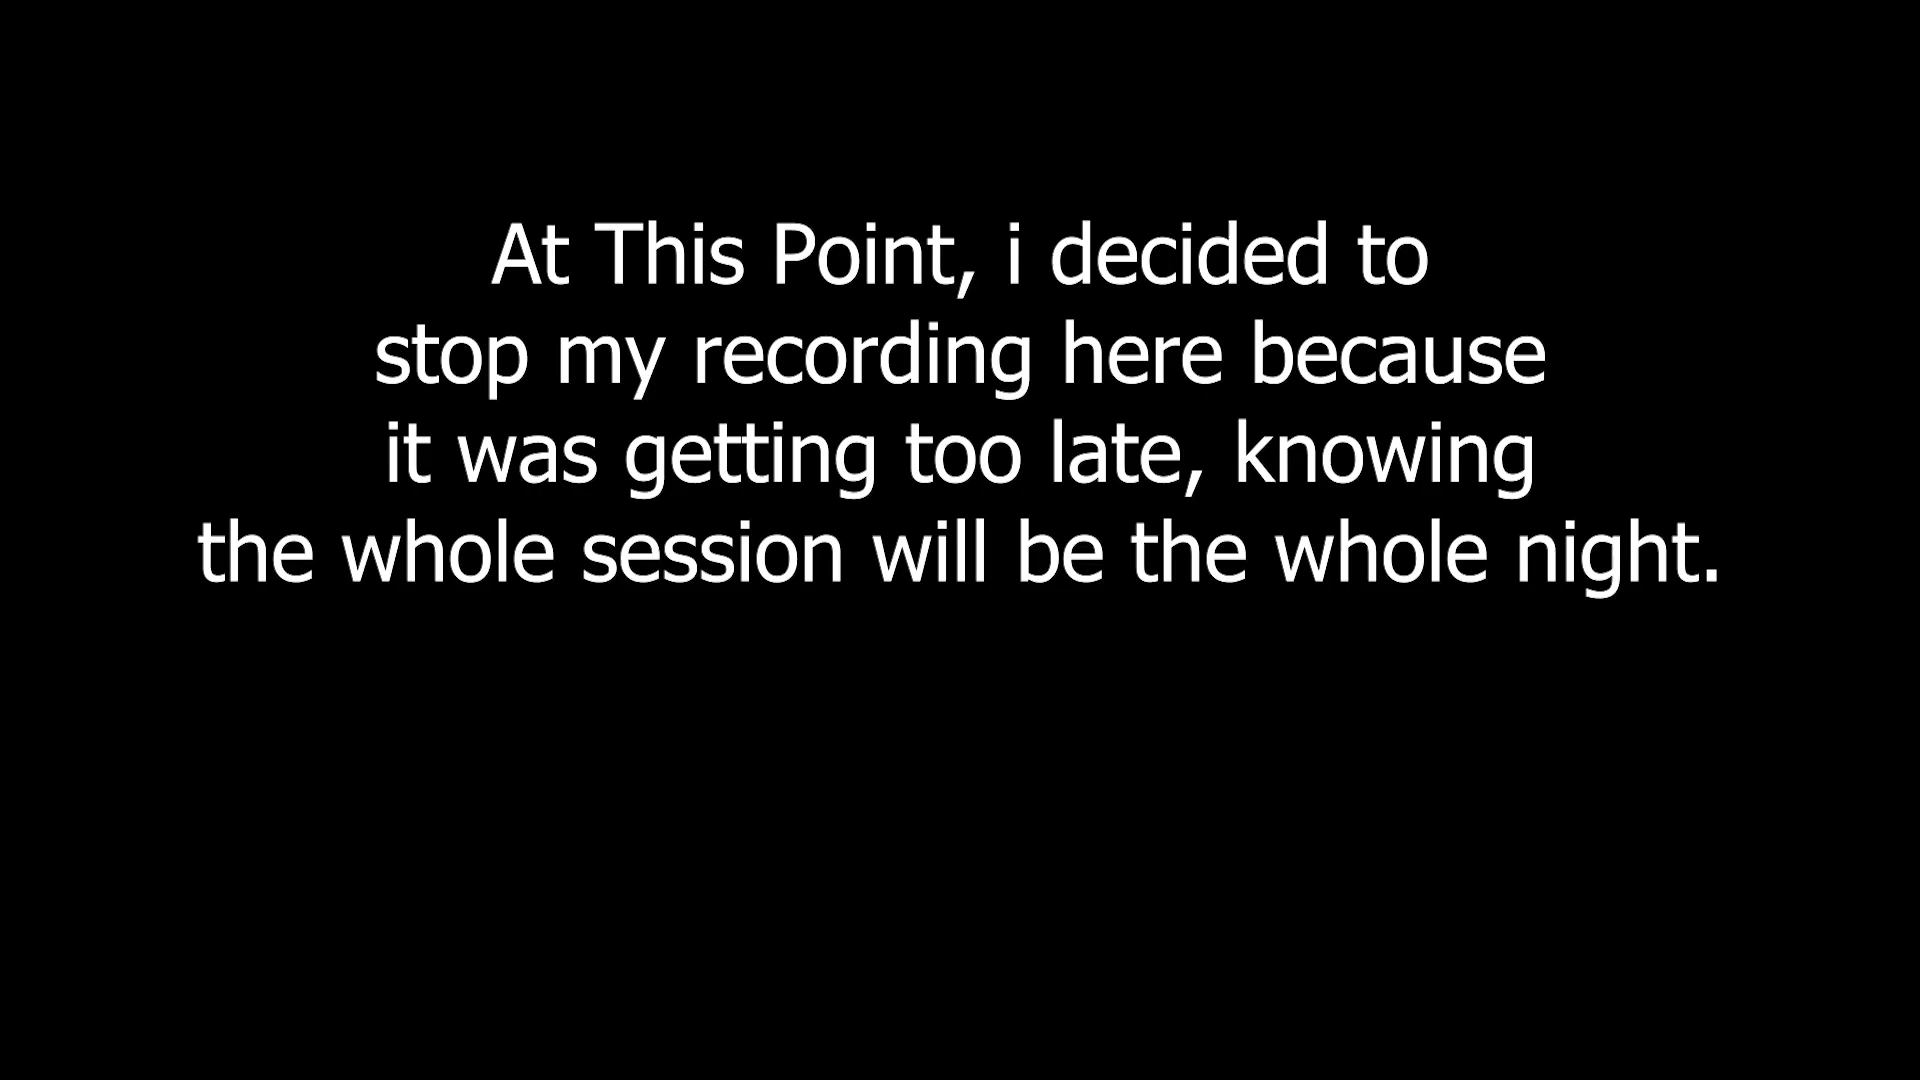 At This Point, i decided to
stop my recording here because
it was getting too late, knowing
the whole session will be the whole night.